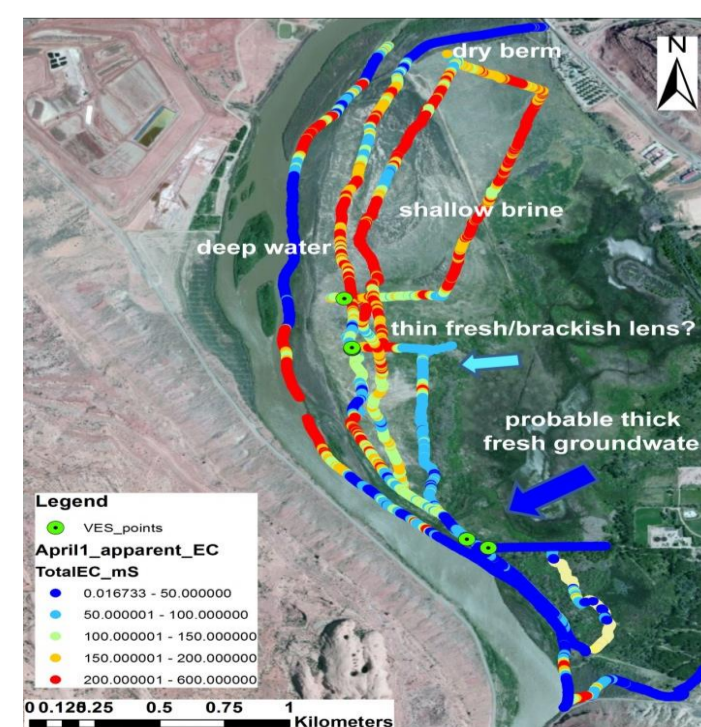 N
dry berm
shallow brine
deep water
thin fresh/brackish lens?
probable thick
fresh groundwate
Legend
VES_points
April1_apparent_EC
TotalEC_mS
0.016733 - 50.000000
50.000001 - 100.000000
100.000001 - 150.000000
150.000001 - 200.000000
200.000001 - 600.000000
0.25 0.5 0.75 1
Kilometers